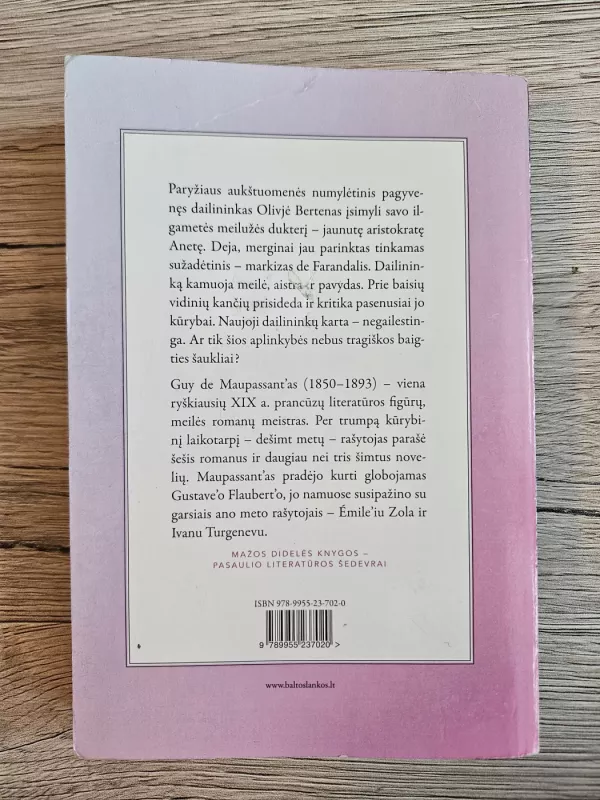 Paryžiaus aukštuomenės numylėtinis pagyve-
nęs dailininkas Olivjė Bertenas įsimyli savo il-
gametės meilužės dukterį – jaunutę aristokratę
Anetę. Deja, merginai jau parinktas tinkamas
sužadėtinis – markizas de Farandalis. Dailinin-
ką kamuoja meilė, aistra ir pavydas. Prie baisių
vidinių kančių prisideda ir kritika pasenusiai jo
kūrybai. Naujoji dailininkų karta – negailestin-
ga. Ar tik šios aplinkybės nebus tragiškos baig-
ties šaukliai?
Guy de Maupassant'as (1850–1893) – viena
ryškiausių XIX a. prancūzų literatūros figūrų,
meilės romanų meistras. Per trumpą kūrybi-
nį laikotarpį – dešimt metų – rašytojas parašė
šešis romanus ir daugiau nei tris šimtus nove-
lių. Maupassant'as pradėjo kurti globojamas
Gustave'o Flaubert'o, jo namuose susipažino su
garsiais ano meto rašytojais – Émile'iu Zola ir
Ivanu Turgenevu.
MAŽOS DIDELĖS KNYGOS –
PASAULIO LITERATŪROS ŠEDEVRAI
ISBN 978-9955-23-702-0
9 789955 237020 >
www.baltoslankos.lt